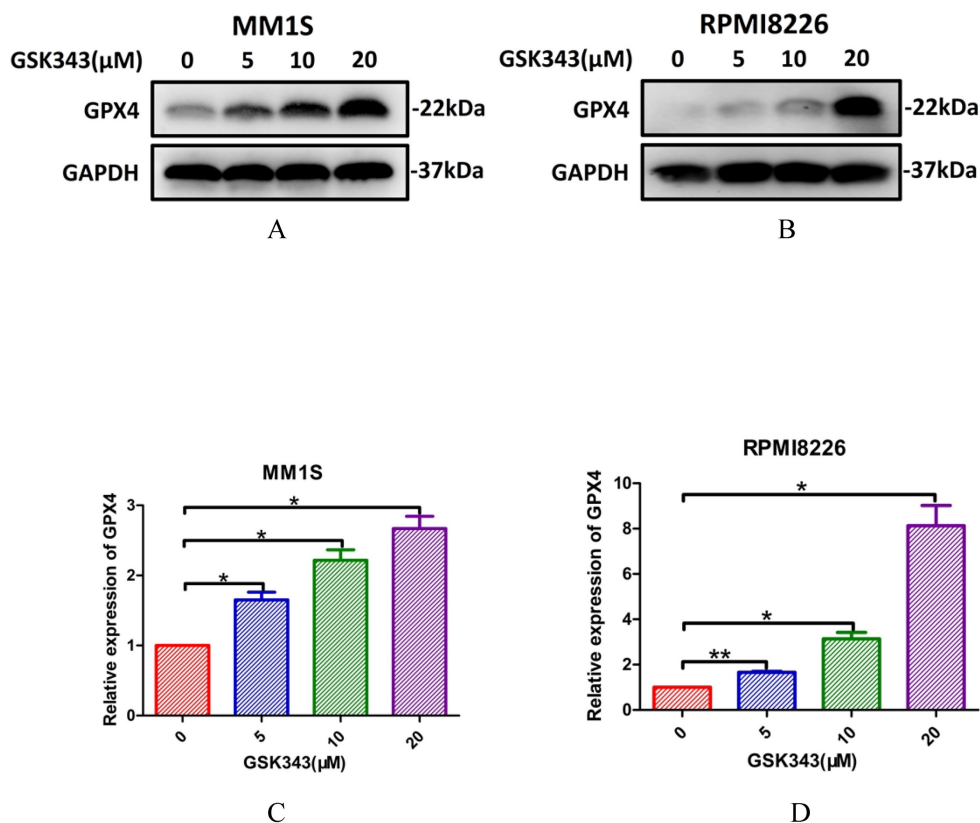 MM1S
GSK343(μM) 0 5 10 20
GPX4 -22kDa
GAPDH -37kDa
A
RPMI8226
GSK343(μM) 0 5 10 20
GPX4 -22kDa
GAPDH -37kDa
B
MM1S
Relative expression of GPX4
3
2
1
0
*
*
*
0 5 10 20
GSK343(μM)
C
RPMI8226
Relative expression of GPX4
10
8
6
4
2
0
*
*
**
0 5 10 20
GSK343(μM)
D